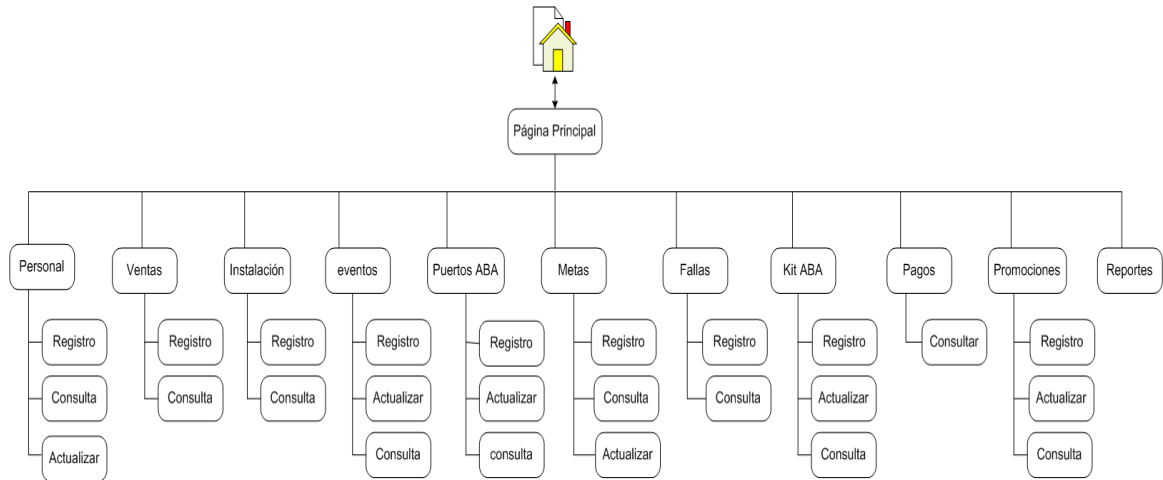 Página Principal
Personal
Ventas
Instalación
eventos
Puertos ABA
Metas
Fallas
Kit ABA
Pagos
Promociones
Reportes
Registro
Registro
Registro
Registro
Registro
Registro
Registro
Registro
Consultar
Registro
Consulta
Consulta
Consulta
Actualizar
Actualizar
Consulta
Consulta
Actualizar
Actualizar
Actualizar
Consulta
consulta
Actualizar
Consulta
Consulta